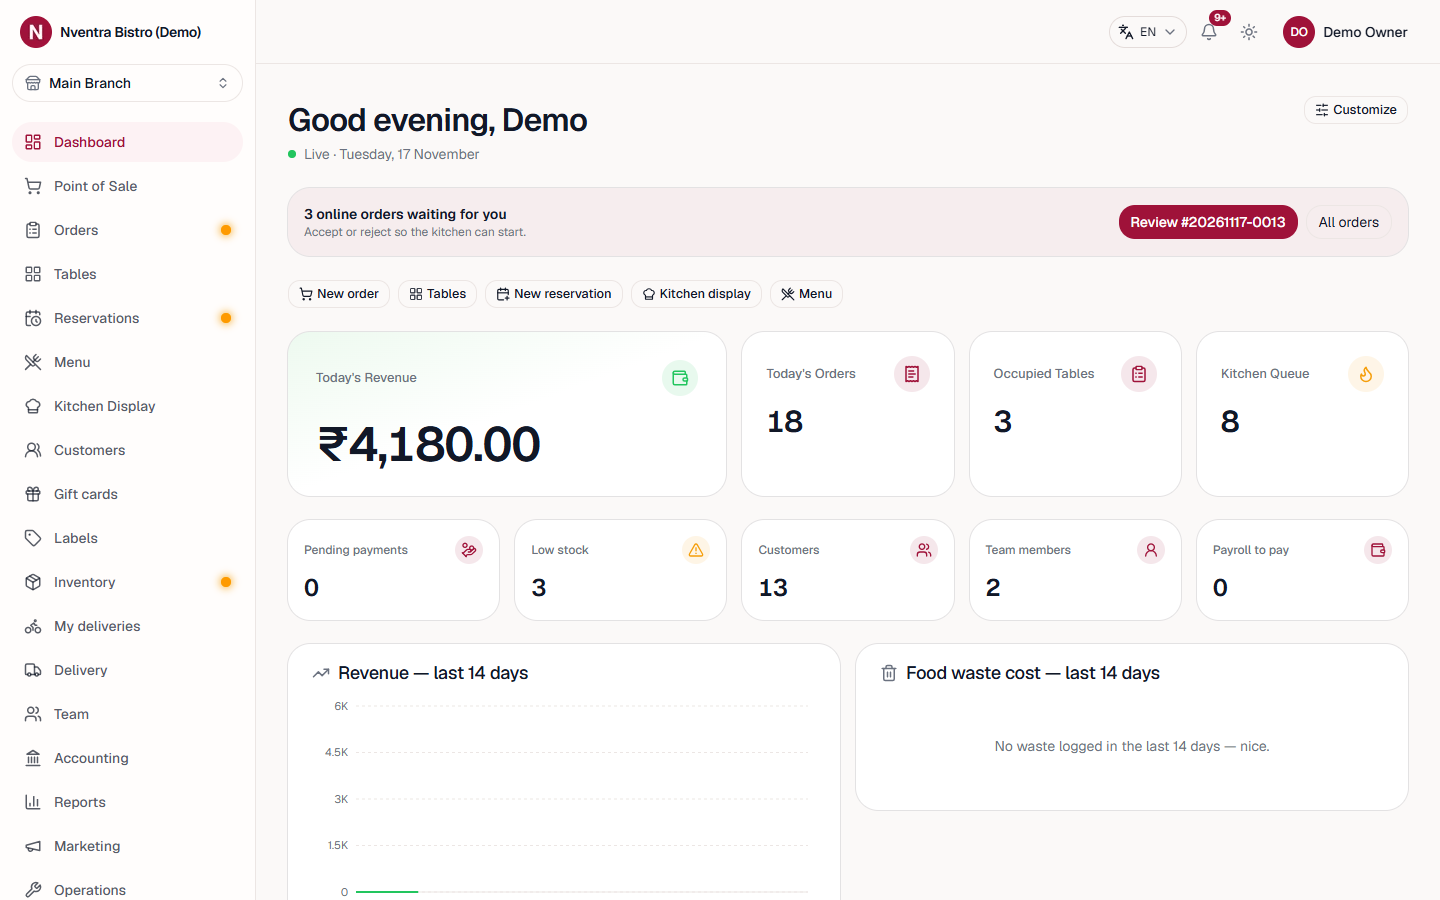 N Nventra Bistro (Demo)
Main Branch
Dashboard
Point of Sale
Orders
Tables
Reservations
Menu
Kitchen Display
Customers
Gift cards
Labels
Inventory
My deliveries
Delivery
Team
Accounting
Reports
Marketing
Operations
EN
9+
DO Demo Owner
Good evening, Demo
Live · Tuesday, 17 November
Customize
3 online orders waiting for you
Accept or reject so the kitchen can start.
Review #20261117-0013
All orders
New order
Tables
New reservation
Kitchen display
Menu
Today's Revenue
₹4,180.00
Today's Orders
18
Occupied Tables
3
Kitchen Queue
8
Pending payments
0
Low stock
3
Customers
13
Team members
2
Payroll to pay
0
Revenue — last 14 days
6K
4.5K
3K
1.5K
0
Food waste cost — last 14 days
No waste logged in the last 14 days — nice.